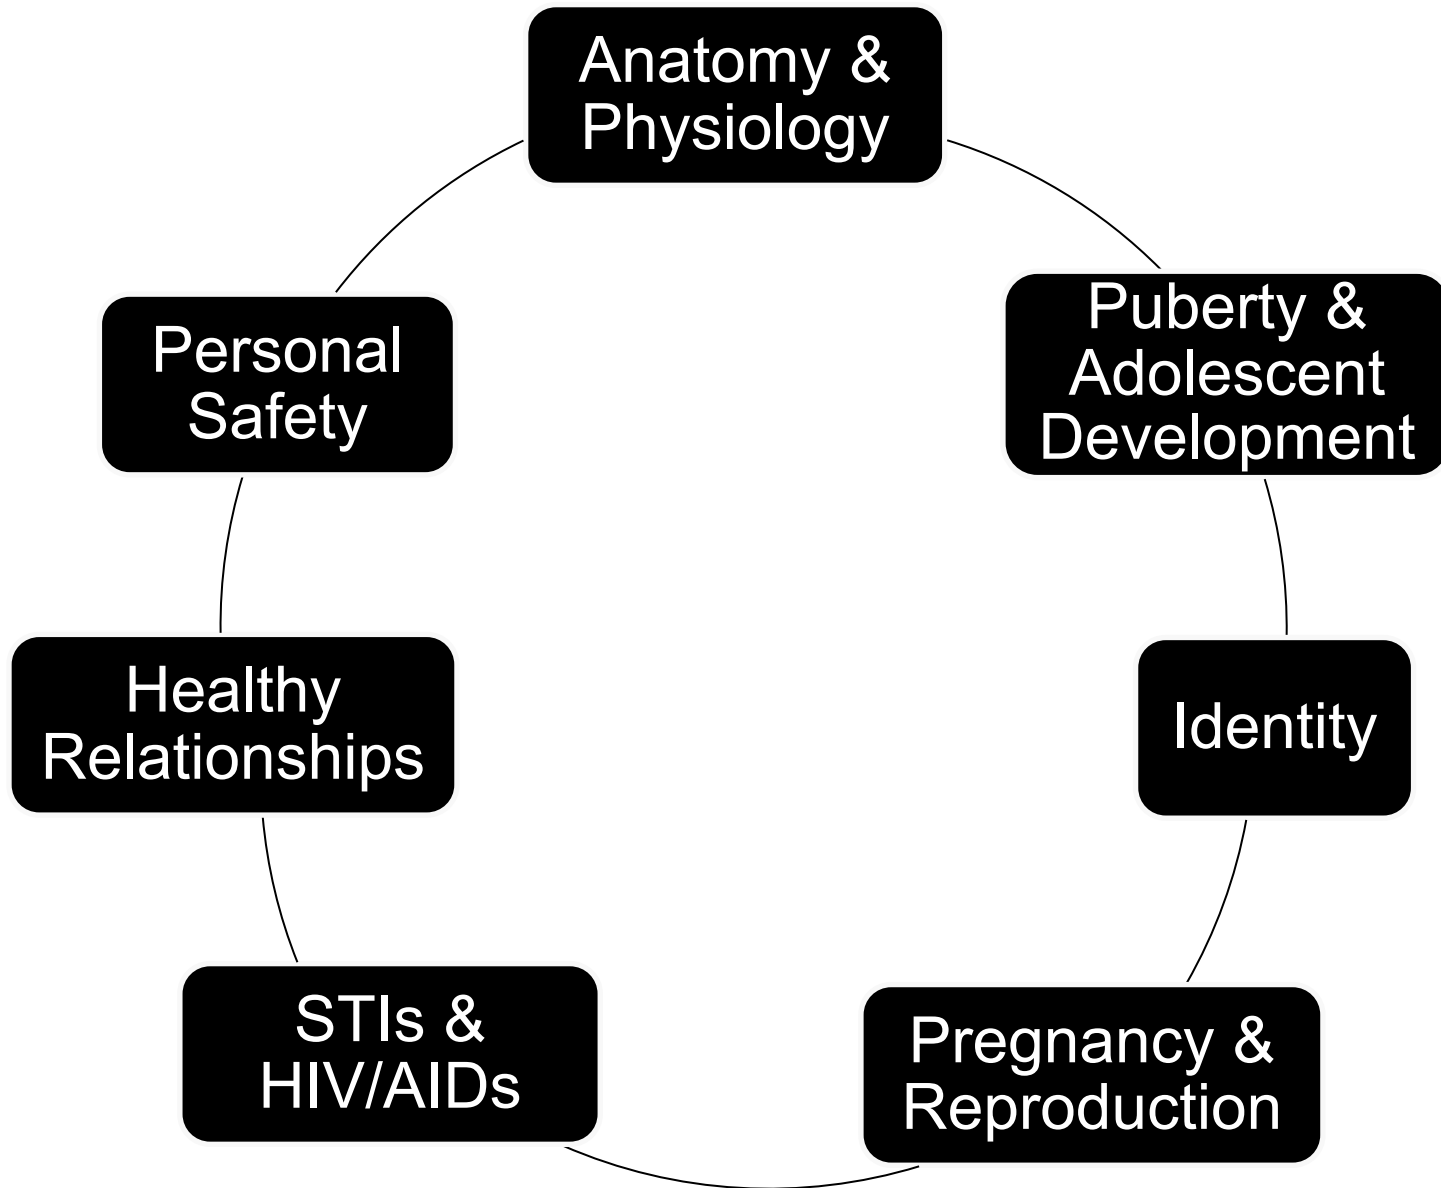 Anatomy &
Physiology
Puberty &
Adolescent
Development
Identity
Pregnancy &
Reproduction
STIs &
HIV/AIDs
Healthy
Relationships
Personal
Safety